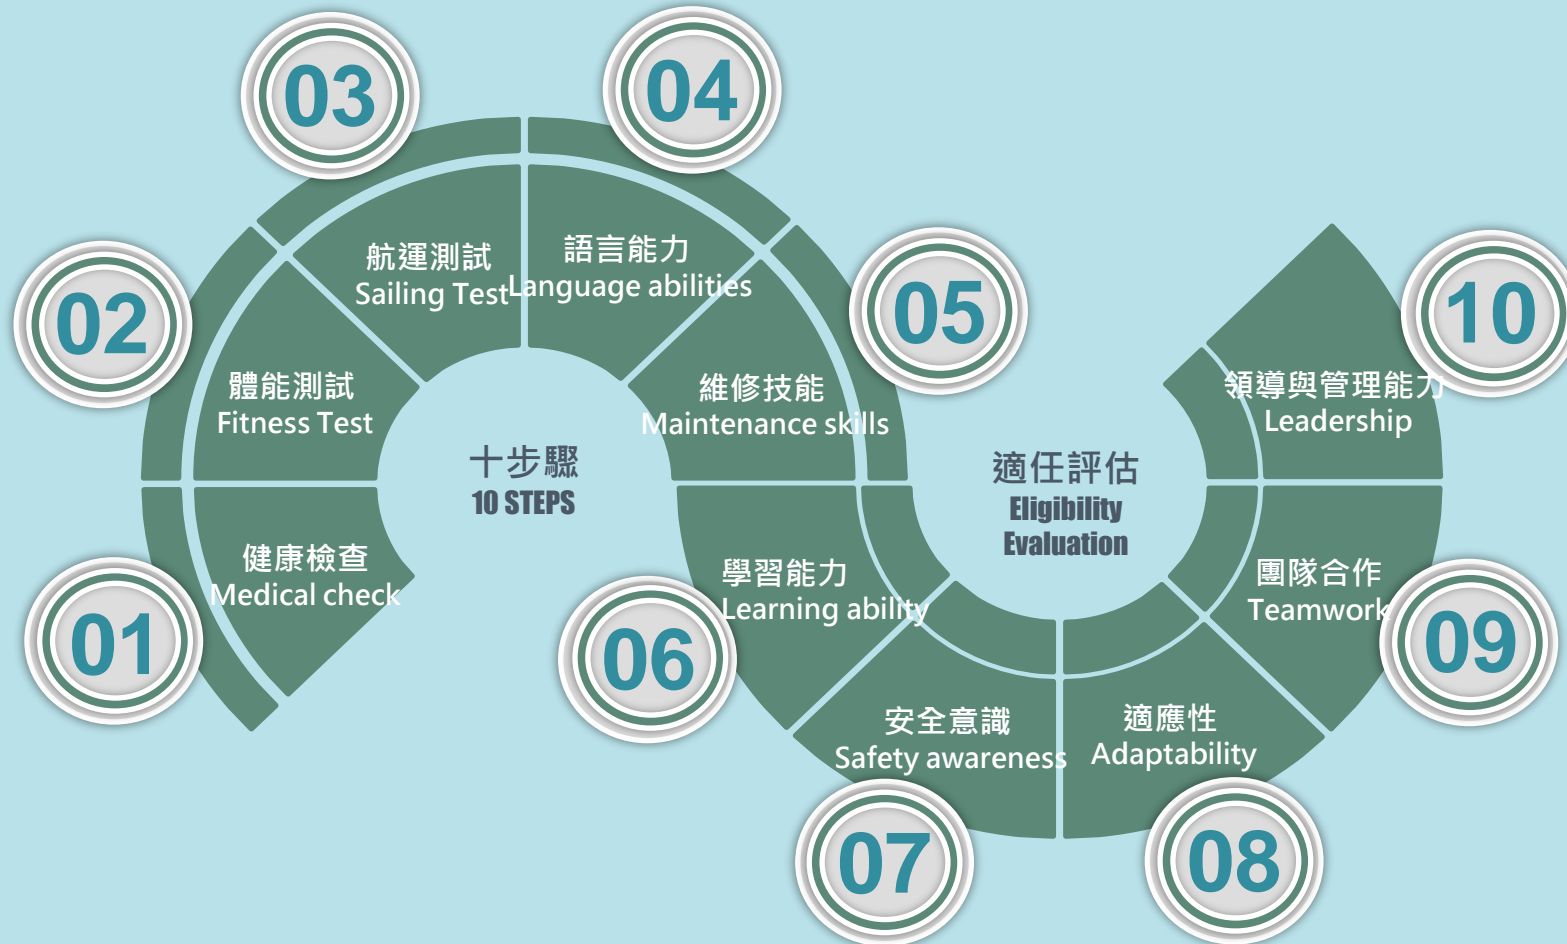 十步驟
10 STEPS
適任評估
Eligibility
Evaluation
01
健康檢查
Medical check
02
體能測試
Fitness Test
03
航運測試
Sailing Test
04
語言能力
Language abilities
05
維修技能
Maintenance skills
06
學習能力
Learning ability
07
安全意識
Safety awareness
08
適應性
Adaptability
09
團隊合作
Teamwork
10
領導與管理能力
Leadership